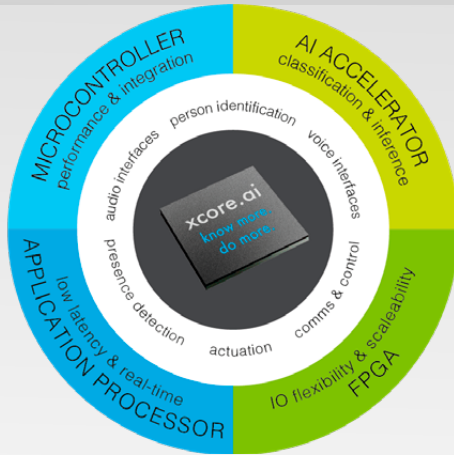 MICROCONTROLLER
performance & integration
AI ACCELERATOR
classification & inference
person identification
audio interfaces
voice interfaces
xcore.ai
know more.
do more.
presence detection
comms & control
actuation
low latency & real-time
APPLICATION PROCESSOR
IO flexibility & scaleability
FPGA